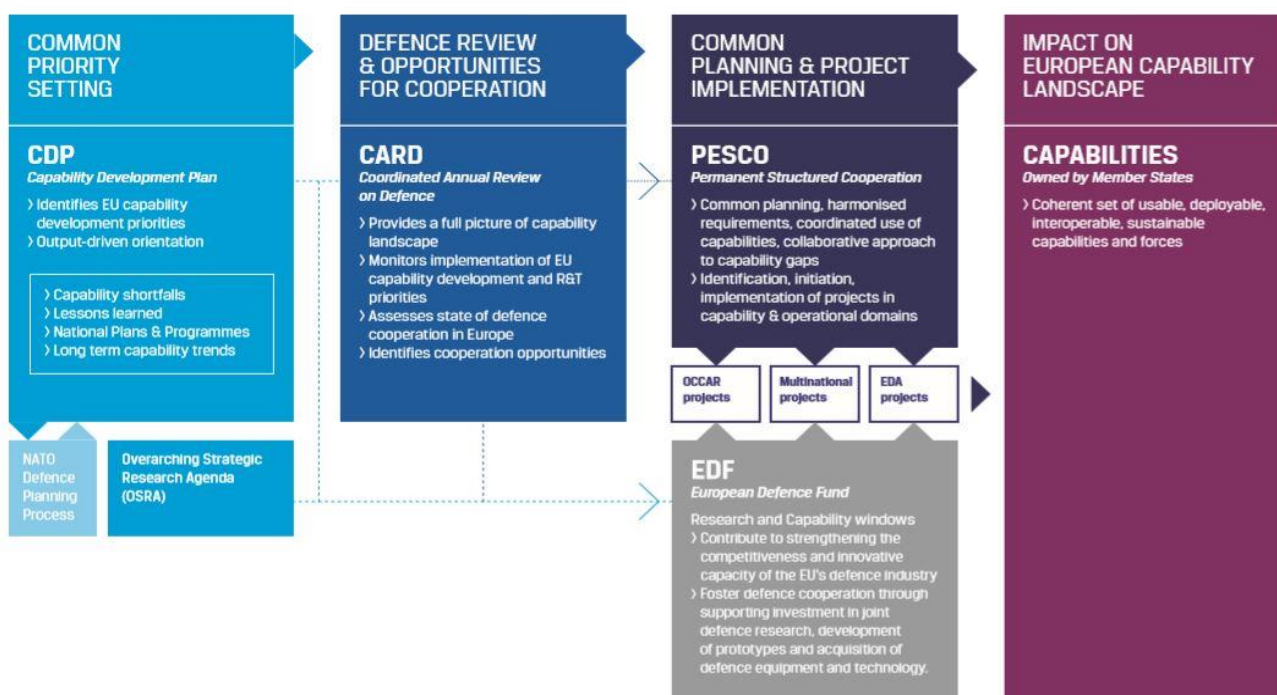 COMMON
PRIORITY
SETTING
CDP
Capability Development Plan
› Identifies EU capability
development priorities
› Output-driven orientation
› Capability shortfalls
› Lessons learned
› National Plans & Programmes
› Long term capability trends
NATO
Defence
Planning
Process
Overarching Strategic
Research Agenda
(OSRA)
DEFENCE REVIEW
& OPPORTUNITIES
FOR COOPERATION
CARD
Coordinated Annual Review
on Defence
› Provides a full picture of capability
landscape
› Monitors implementation of EU
capability development and R&T
priorities
› Assesses state of defence
cooperation in Europe
› Identifies cooperation opportunities
COMMON
PLANNING & PROJECT
IMPLEMENTATION
PESCO
Permanent Structured Cooperation
› Common planning, harmonised
requirements, coordinated use of
capabilities, collaborative approach
to capability gaps
› Identification, initiation,
implementation of projects in
capability & operational domains
OCCAR
projects
Multinational
projects
EDA
projects
EDF
European Defence Fund
Research and Capability windows
› Contribute to strengthening the
competitiveness and innovative
capacity of the EU's defence industry
› Foster defence cooperation through
supporting investment in joint
defence research, development
of prototypes and acquisition of
defence equipment and technology.
IMPACT ON
EUROPEAN CAPABILITY
LANDSCAPE
CAPABILITIES
Owned by Member States
› Coherent set of usable, deployable,
interoperable, sustainable
capabilities and forces